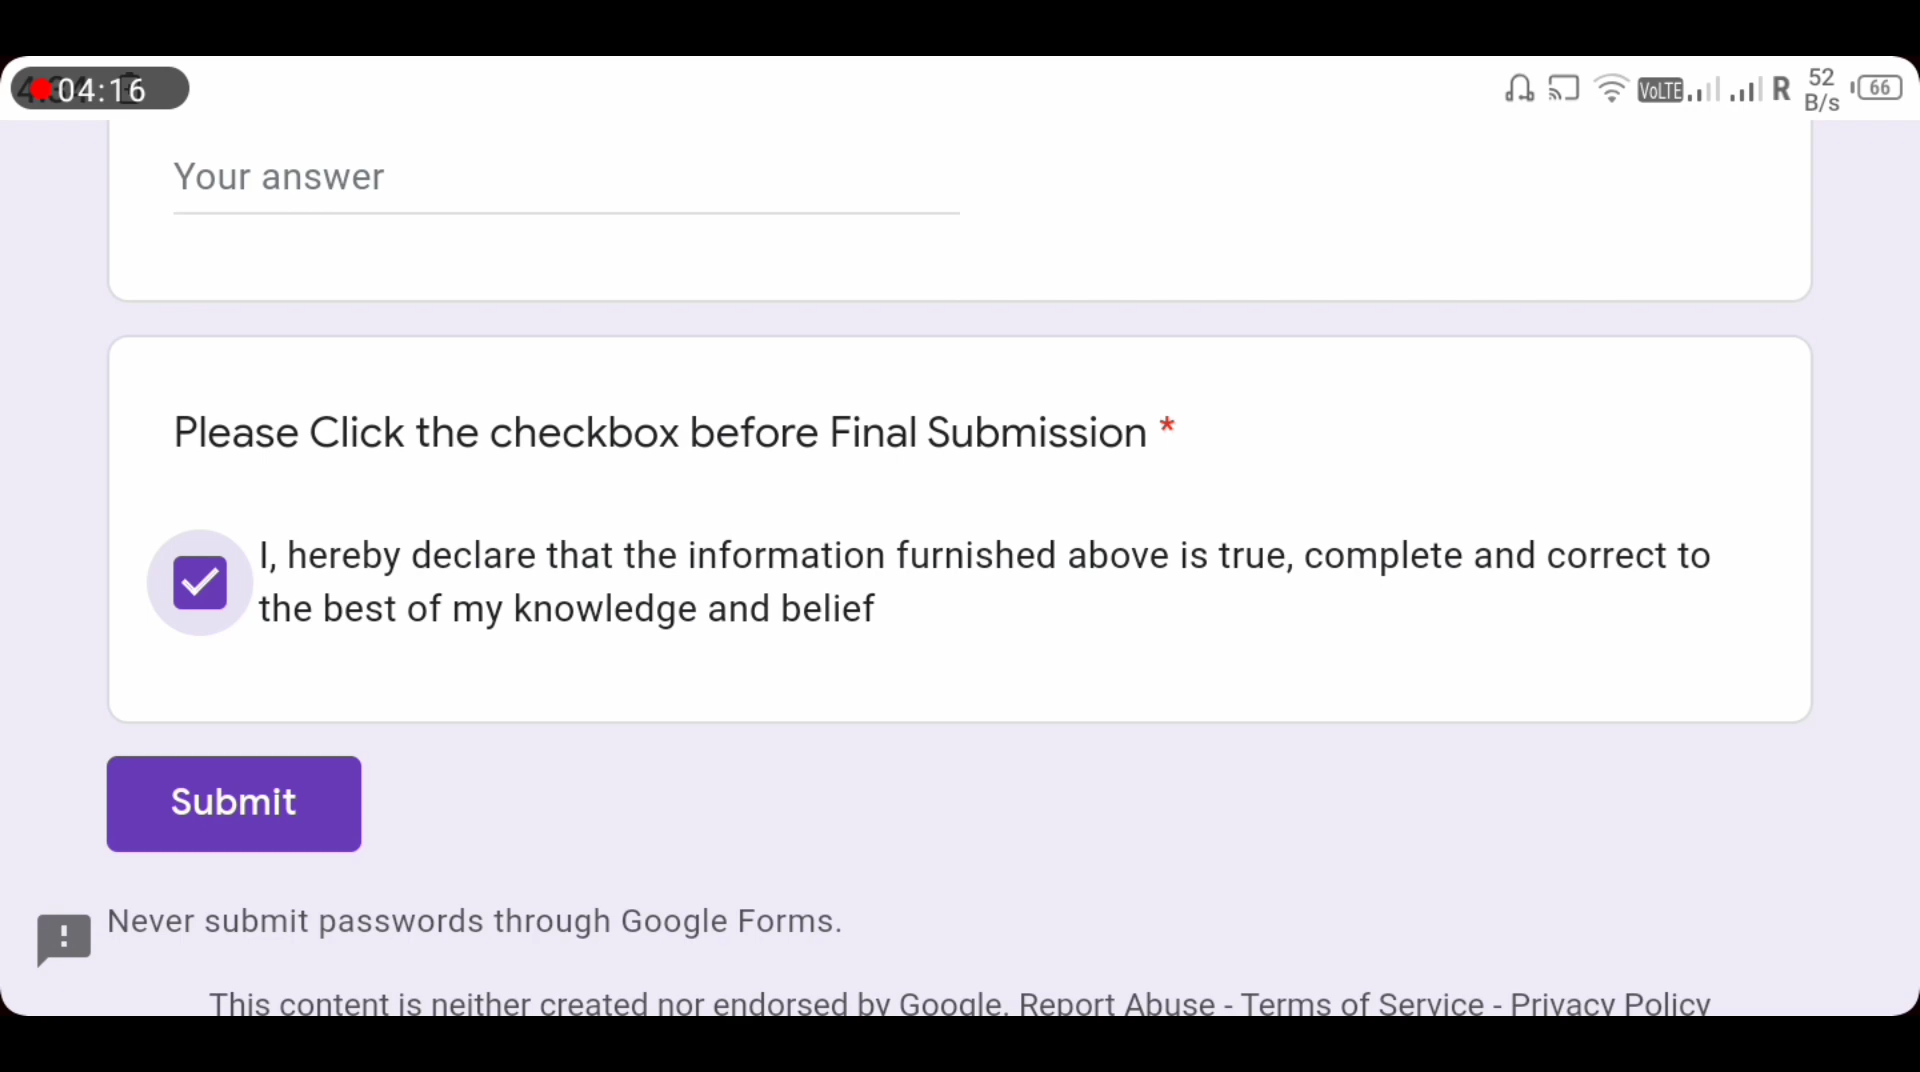 04:16
VoLTE R 52 B/s 66
Your answer
Please Click the checkbox before Final Submission *
I, hereby declare that the information furnished above is true, complete and correct to
the best of my knowledge and belief
Submit
Never submit passwords through Google Forms.
This content is neither created nor endorsed by Google. Report Abuse - Terms of Service - Privacy Policy